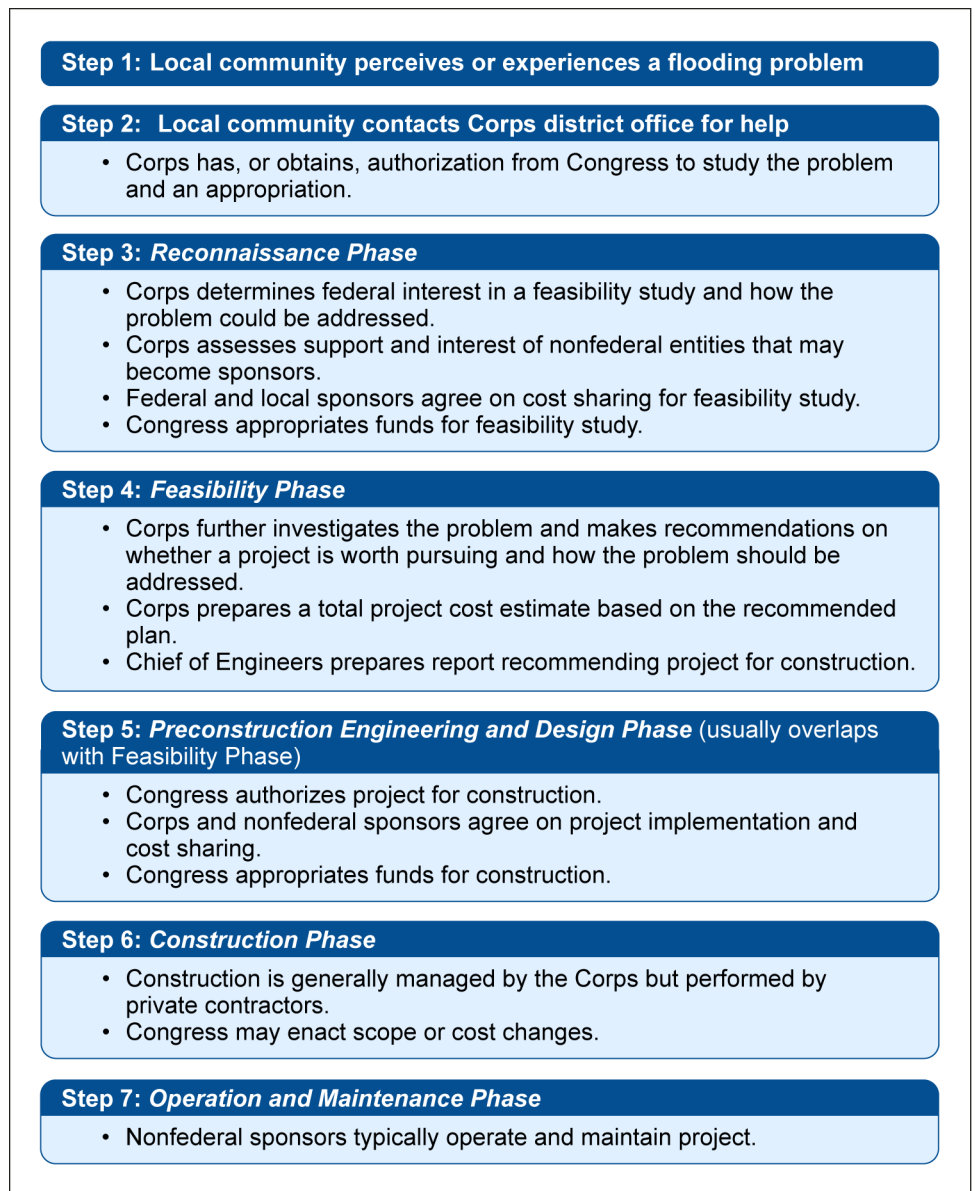 Step 1: Local community perceives or experiences a flooding problem
Step 2: Local community contacts Corps district office for help
• Corps has, or obtains, authorization from Congress to study the problem
and an appropriation.
Step 3: Reconnaissance Phase
• Corps determines federal interest in a feasibility study and how the
problem could be addressed.
• Corps assesses support and interest of nonfederal entities that may
become sponsors.
• Federal and local sponsors agree on cost sharing for feasibility study.
• Congress appropriates funds for feasibility study.
Step 4: Feasibility Phase
• Corps further investigates the problem and makes recommendations on
whether a project is worth pursuing and how the problem should be
addressed.
• Corps prepares a total project cost estimate based on the recommended
plan.
• Chief of Engineers prepares report recommending project for construction.
Step 5: Preconstruction Engineering and Design Phase (usually overlaps
with Feasibility Phase)
• Congress authorizes project for construction.
• Corps and nonfederal sponsors agree on project implementation and
cost sharing.
• Congress appropriates funds for construction.
Step 6: Construction Phase
• Construction is generally managed by the Corps but performed by
private contractors.
• Congress may enact scope or cost changes.
Step 7: Operation and Maintenance Phase
• Nonfederal sponsors typically operate and maintain project.